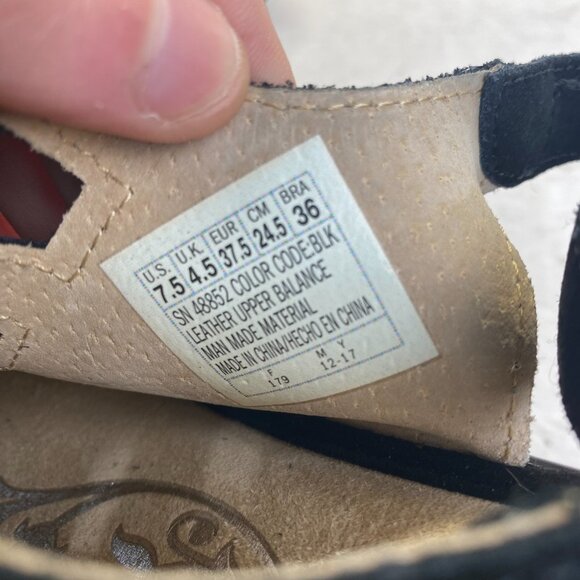 U.S. U.K. EUR CM BRA
7.5 4.5 37.5 24.5 36
SN 48852 COLOR CODE-BLK
LEATHER UPPER BALANCE
MAN MADE MATERIAL
MADE IN CHINA/HECHO EN CHINA
F M Y
179 12-17